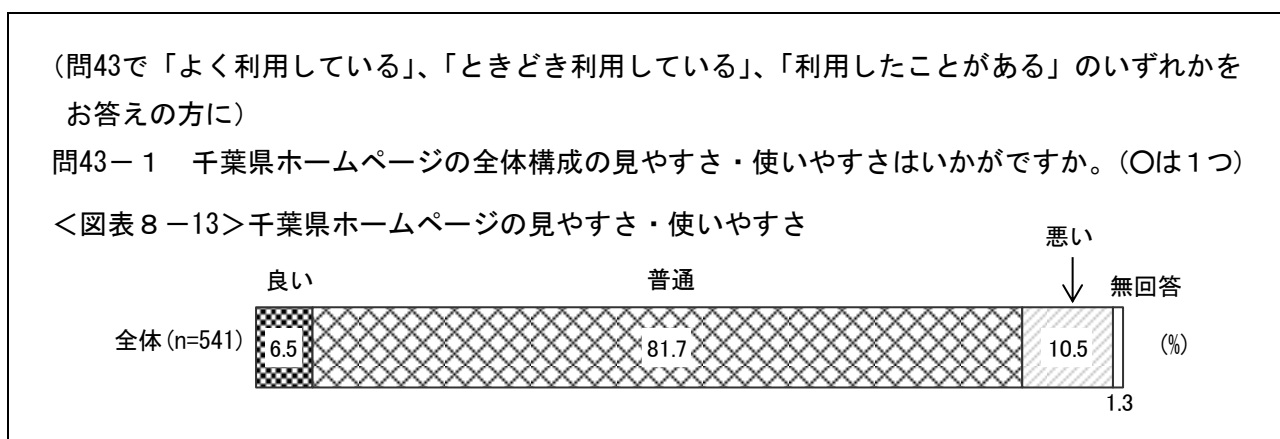 (問43で「よく利用している」、「ときどき利用している」、「利用したことがある」のいずれかを
お答えの方に)
問43-1 千葉県ホームページの全体構成の見やすさ・使いやすさはいかがですか。(○は1つ)
<図表8-13>千葉県ホームページの見やすさ・使いやすさ
悪い
良い 普通 無回答
全体(n=541) 6.5 81.7 10.5 (%)
1.3